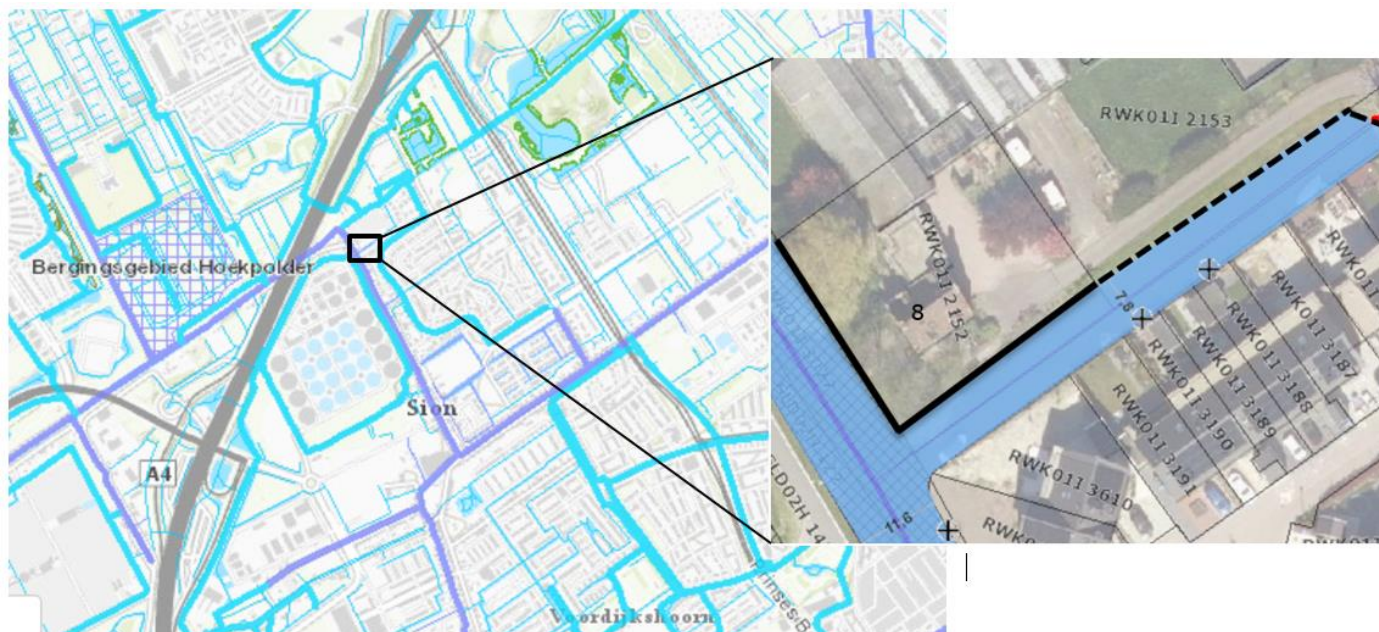 Bergingsgebied Hoekpolder
A4
Sion
Voordijkshoorn
RWK01I 2153
RWK01I 2152
8
7,8
RWK01I 3187
RWK01I 3188
RWK01I 3189
RWK01I 3190
RWK01I 3191
RWK01I 3610
11,6